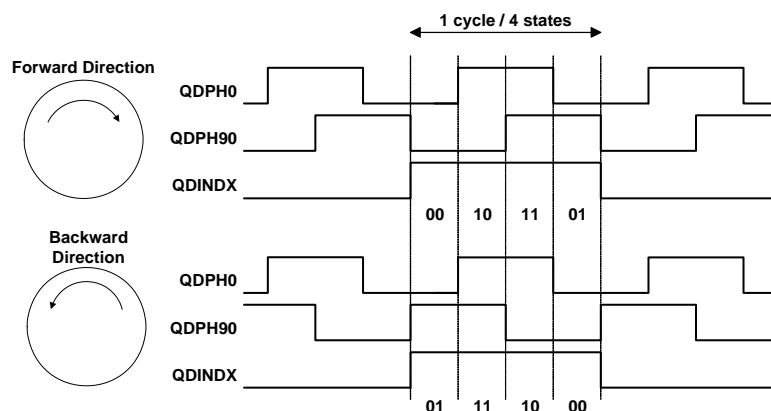 1 cycle / 4 states
Forward Direction
QDPH0
QDPH90
QDINDX
00 10 11 01
Backward
Direction
QDPH0
QDPH90
QDINDX
01 11 10 00